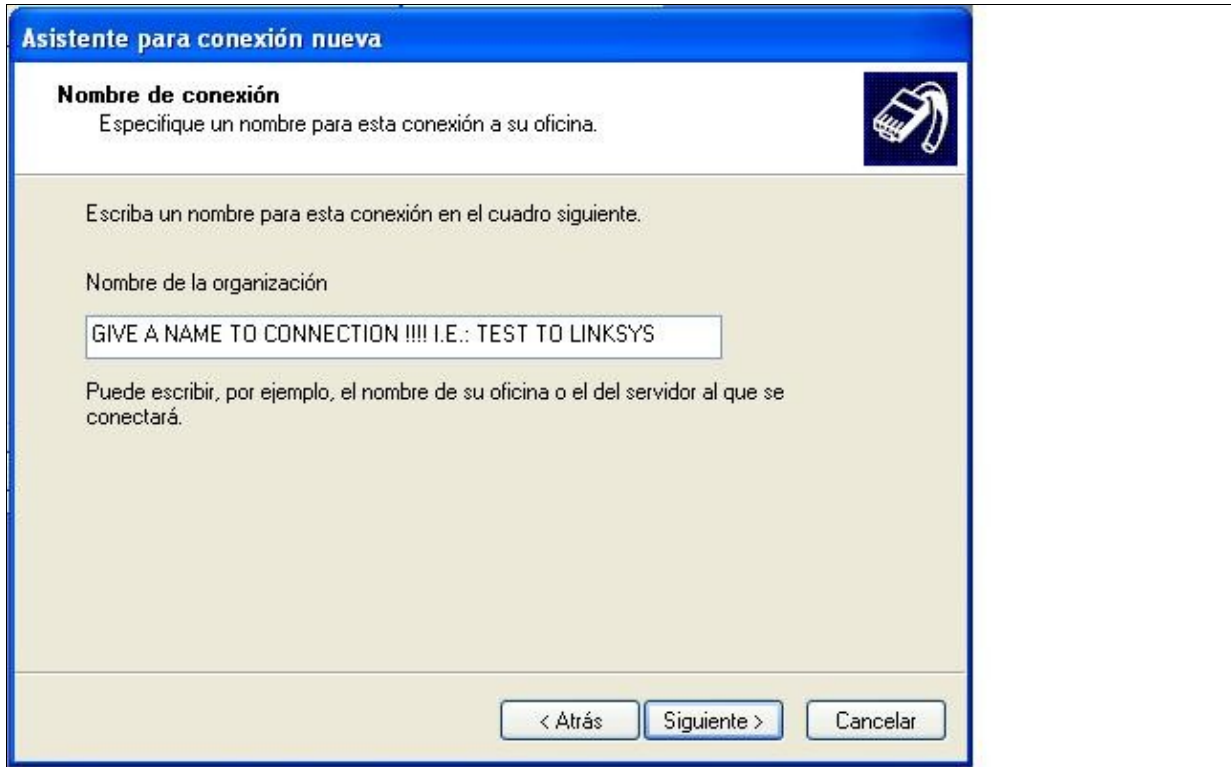 Asistente para conexión nueva
Nombre de conexión
Especifique un nombre para esta conexión a su oficina.
Escriba un nombre para esta conexión en el cuadro siguiente.
Nombre de la organización
GIVE A NAME TO CONNECTION !!!! I.E.: TEST TO LINKSYS
Puede escribir, por ejemplo, el nombre de su oficina o el del servidor al que se
conectará.
< Atrás Siguiente > Cancelar